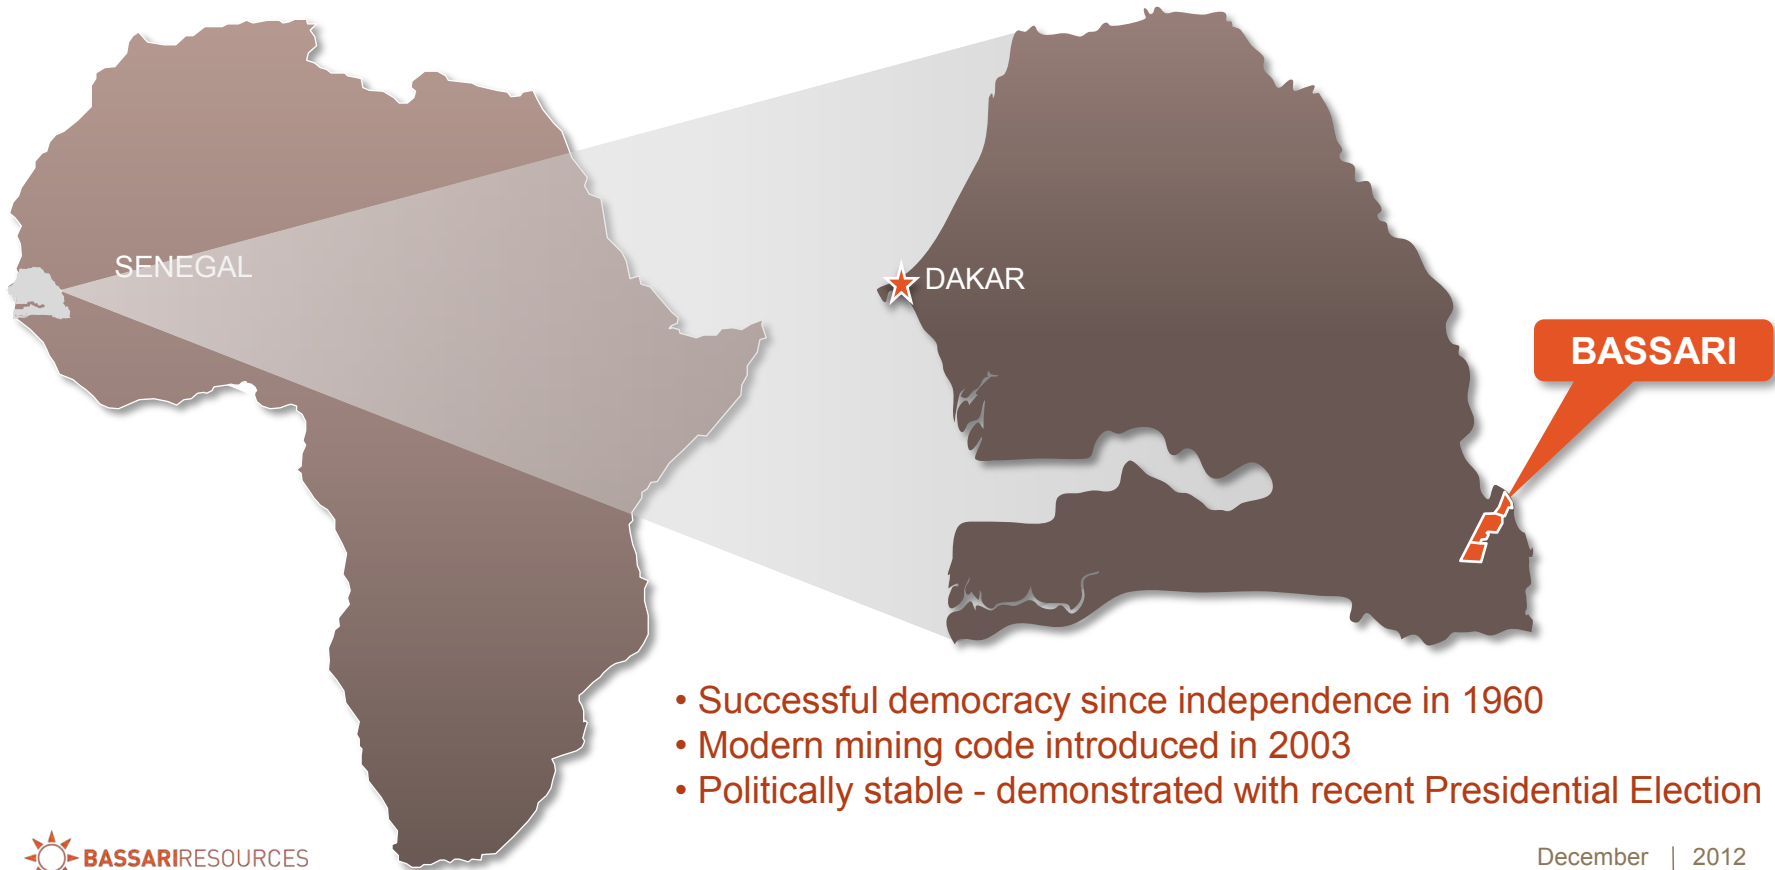 SENEGAL
DAKAR
BASSARI
• Successful democracy since independence in 1960
• Modern mining code introduced in 2003
• Politically stable - demonstrated with recent Presidential Election
BASSARIRESOURCES
December | 2012